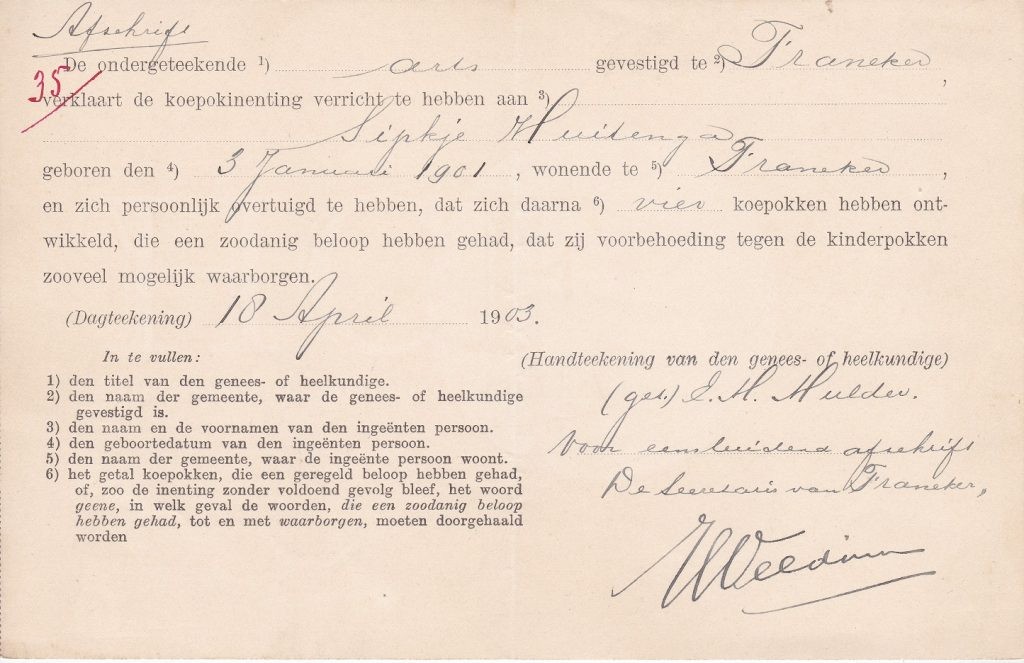 Afschrift
35
De ondergeteekende 1) arts gevestigd te 2) Franeker,
verklaart de koepokinenting verricht te hebben aan 3)
Sipkje Huitenga
geboren den 4) 3 Januari 1901, wonende te 5) Franeker,
en zich persoonlijk overtuigd te hebben, dat zich daarna 6) vier koepokken hebben ont-
wikkeld, die een zoodanig beloop hebben gehad, dat zij voorbehoeding tegen de kinderpokken
zooveel mogelijk waarborgen.
(Dagteekening) 18 April 1903.
In te vullen:
1) den titel van den genees- of heelkundige.
2) den naam der gemeente, waar de genees- of heelkundige
gevestigd is.
3) den naam en de voornamen van den ingeënten persoon.
4) den geboortedatum van den ingeënten persoon.
5) den naam der gemeente, waar de ingeënte persoon woont.
6) het getal koepokken, die een geregeld beloop hebben gehad,
of, zoo de inenting zonder voldoend gevolg bleef, het woord
geene, in welk geval de woorden, die een zoodanig beloop
hebben gehad, tot en met waarborgen, moeten doorgehaald
worden
(Handteekening van den genees- of heelkundige)
(get.) E. H. Mulder.
Voor eensluidend afschrift
De Secretaris van Franeker,